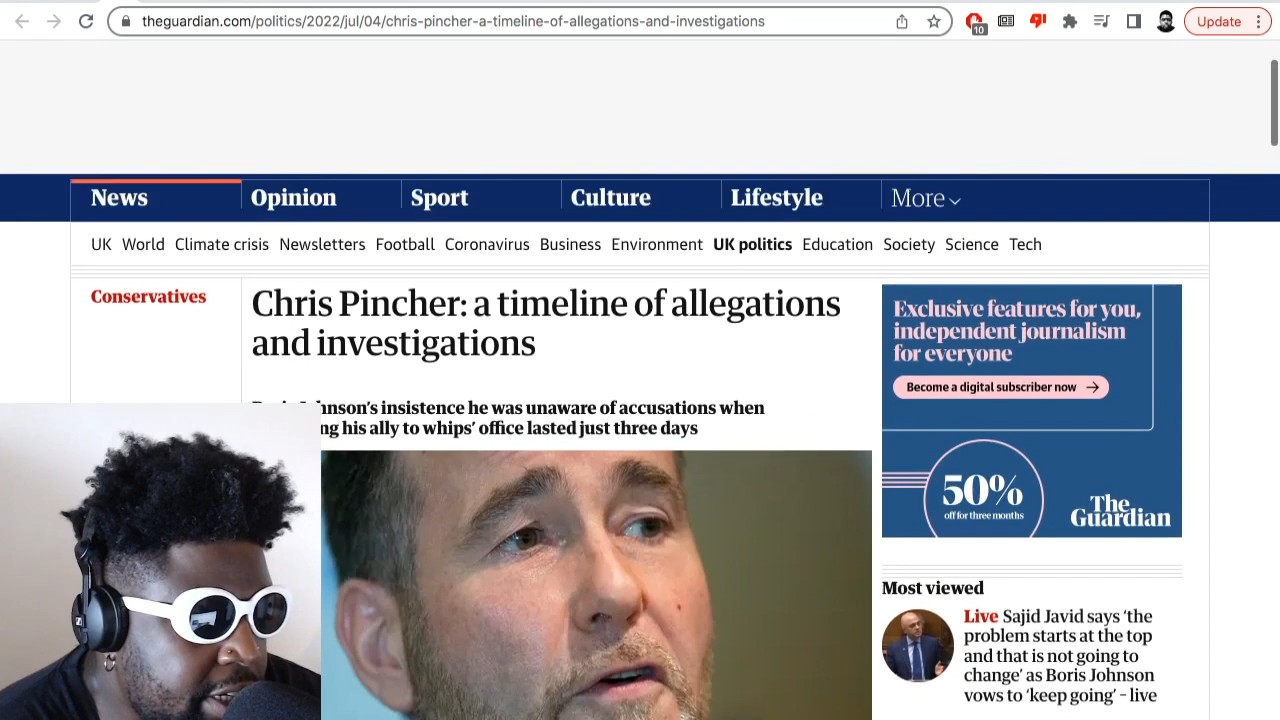 theguardian.com/politics/2022/jul/04/chris-pincher-a-timeline-of-allegations-and-investigations
10
Update
News Opinion Sport Culture Lifestyle More
UK World Climate crisis Newsletters Football Coronavirus Business Environment UK politics Education Society Science Tech
Conservatives
Chris Pincher: a timeline of allegations
and investigations
hnson's insistence he was unaware of accusations when
ng his ally to whips' office lasted just three days
Exclusive features for you,
independent journalism
for everyone
Become a digital subscriber now
50%
off for three months
The
Guardian
Most viewed
Live Sajid Javid says 'the
problem starts at the top
and that is not going to
change' as Boris Johnson
vows to 'keep going' – live